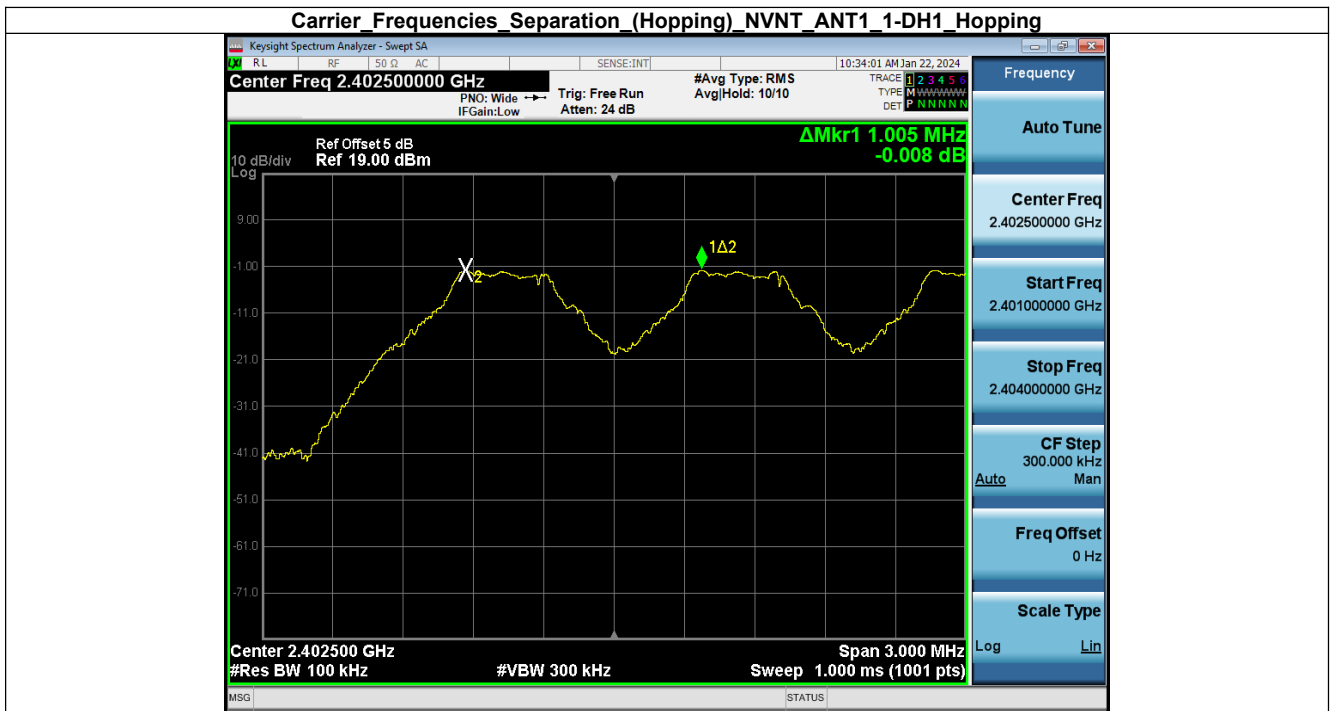 Carrier_Frequencies_Separation_(Hopping)_NVNT_ANT1_1-DH1_Hopping
Keysight Spectrum Analyzer - Swept SA
LXI RL RF 50 Ω AC SENSE:INT 10:34:01 AM Jan 22, 2024
Center Freq 2.402500000 GHz
PNO: Wide
IFGain:Low
Trig: Free Run
Atten: 24 dB
#Avg Type: RMS
Avg|Hold: 10/10
TRACE 1 2 3 4 5 6
TYPE M WWWWW
DET P N N N N N
ΔMkr1 1.005 MHz
-0.008 dB
Ref Offset 5 dB
10 dB/div Ref 19.00 dBm
Log
9.00
-1.00
-11.0
-21.0
-31.0
-41.0
-51.0
-61.0
-71.0
X2
1Δ2
Center 2.402500 GHz Span 3.000 MHz
#Res BW 100 kHz #VBW 300 kHz Sweep 1.000 ms (1001 pts)
MSG STATUS
Frequency
Auto Tune
Center Freq
2.402500000 GHz
Start Freq
2.401000000 GHz
Stop Freq
2.404000000 GHz
CF Step
300.000 kHz
Auto Man
Freq Offset
0 Hz
Scale Type
Log Lin